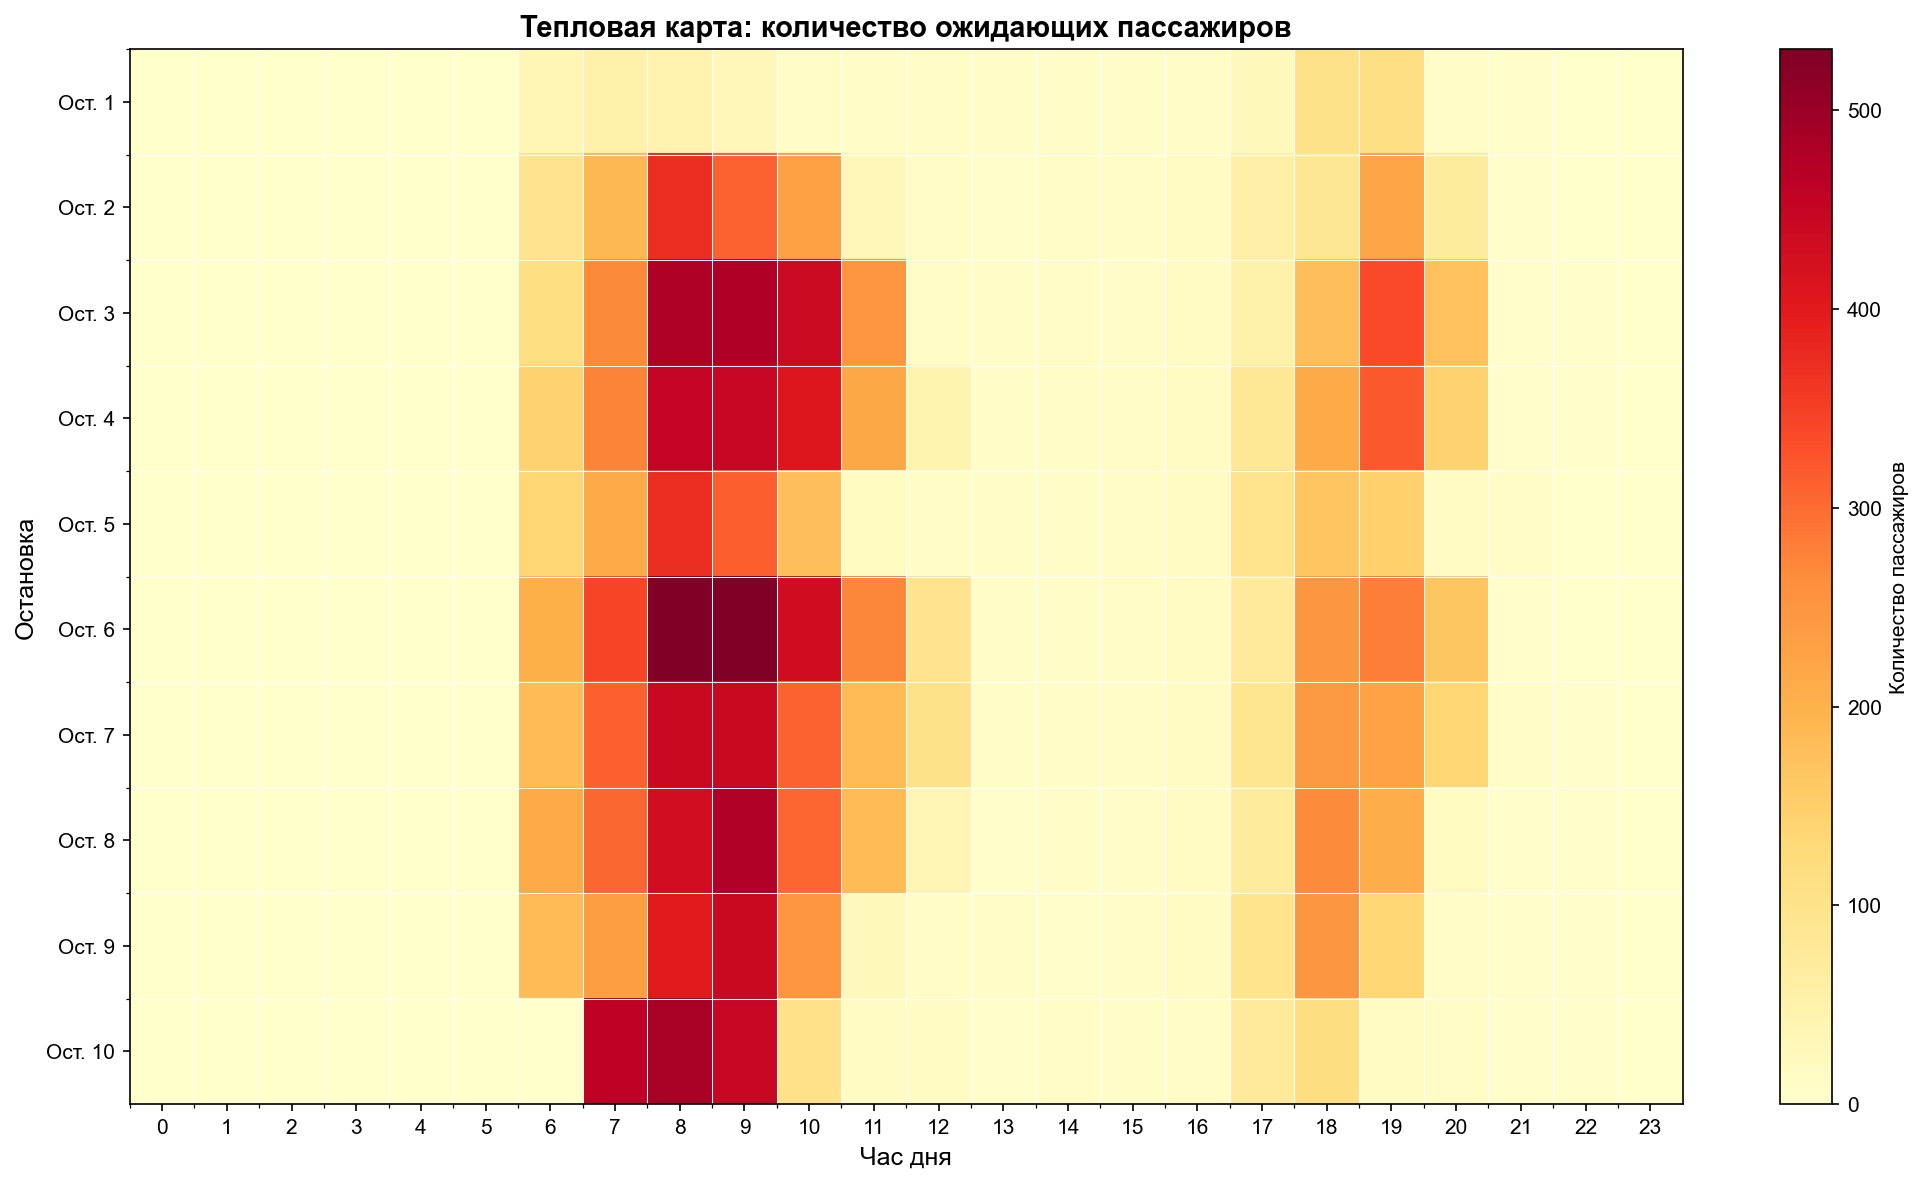 Тепловая карта: количество ожидающих пассажиров
Ост. 1
Ост. 2
Ост. 3
Ост. 4
Ост. 5
Ост. 6
Ост. 7
Ост. 8
Ост. 9
Ост. 10
Остановка
0 1 2 3 4 5 6 7 8 9 10 11 12 13 14 15 16 17 18 19 20 21 22 23
Час дня
500
400
300
200
100
0
Количество пассажиров